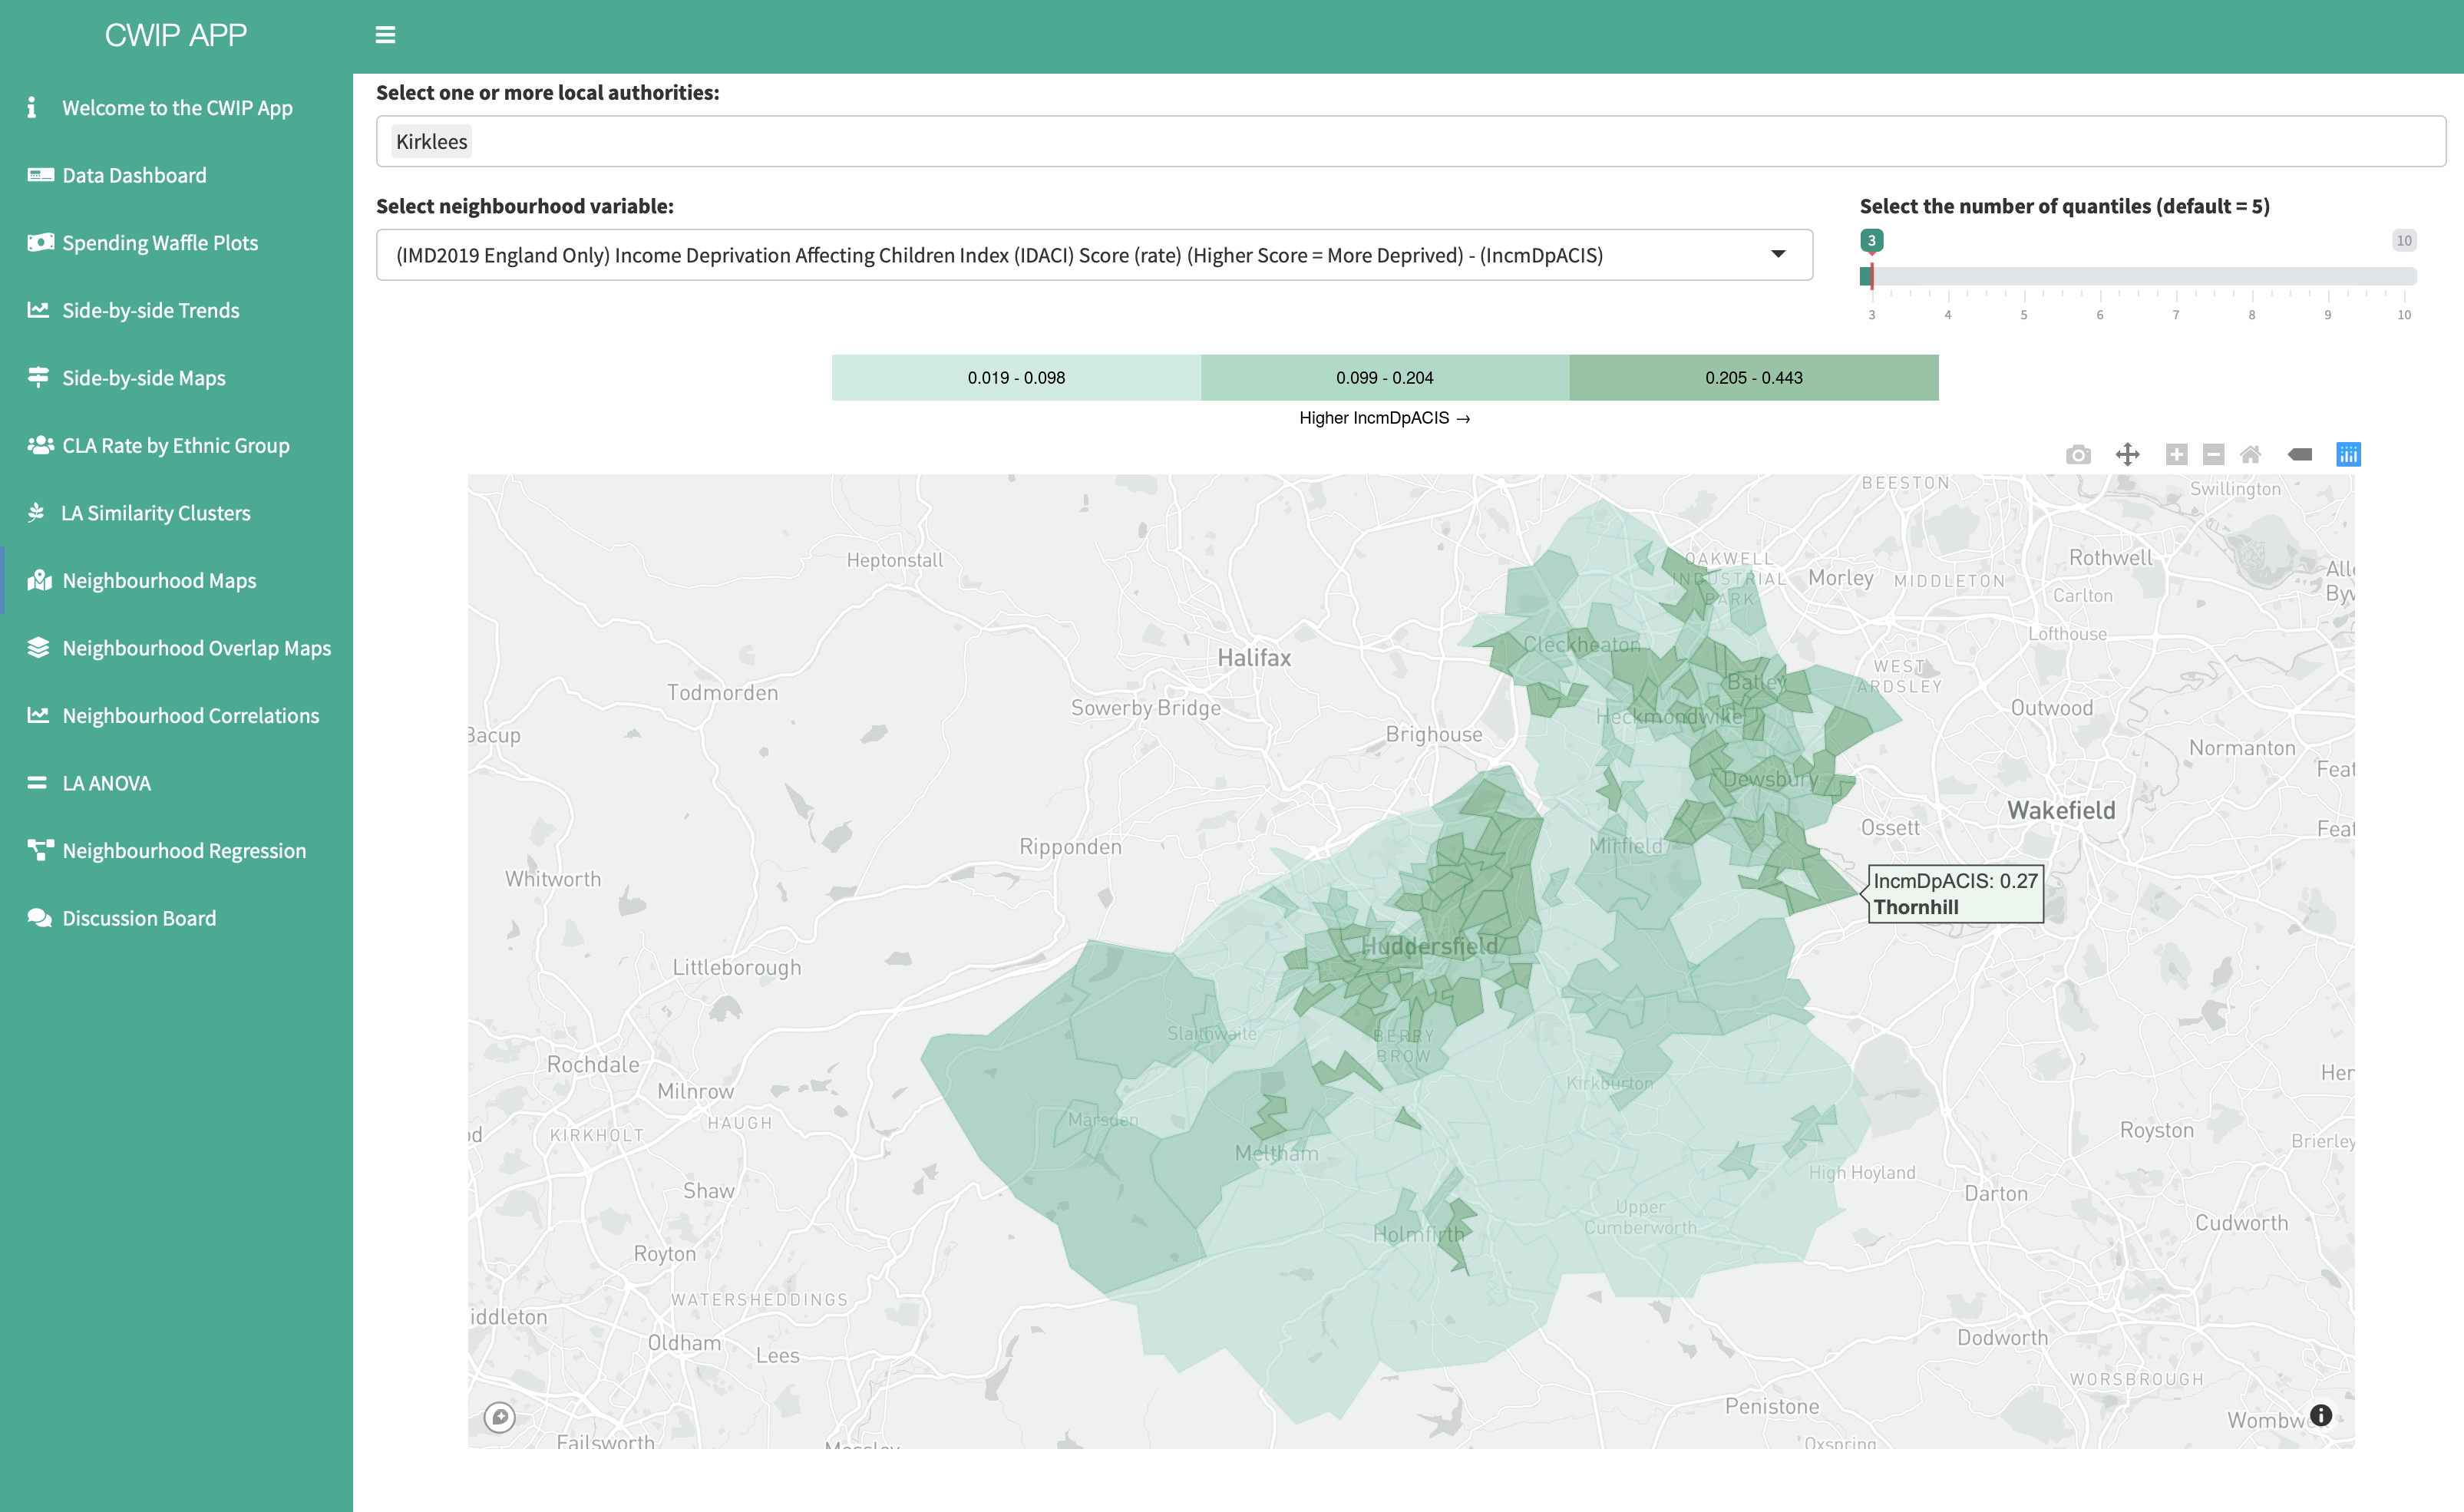 CWIP APP
Welcome to the CWIP App
Data Dashboard
Spending Waffle Plots
Side-by-side Trends
Side-by-side Maps
CLA Rate by Ethnic Group
LA Similarity Clusters
Neighbourhood Maps
Neighbourhood Overlap Maps
Neighbourhood Correlations
LA ANOVA
Neighbourhood Regression
Discussion Board
Select one or more local authorities:
Kirklees
Select neighbourhood variable:
(IMD2019 England Only) Income Deprivation Affecting Children Index (IDACI) Score (rate) (Higher Score = More Deprived) - (IncmDpACIS)
Select the number of quantiles (default = 5)
3 10
3 4 5 6 7 8 9 10
0.019 - 0.098 0.099 - 0.204 0.205 - 0.443
Higher IncmDpACIS →
BEESTON
Swillington
Heptonstall
OAKWELL
INDUSTRIAL
PARK
Morley
MIDDLETON
Rothwell
Carlton
Lofthouse
Cleckheaton
Halifax
WEST
ARDSLEY
Batley
Todmorden
Sowerby Bridge
Heckmondwike
Outwood
Bacup
Brighouse
Normanton
Feat
Dewsbury
Wakefield
Ossett
Feat
Ripponden
Mirfield
Whitworth
IncmDpACIS: 0.27
Thornhill
Huddersfield
Littleborough
Slaithwaite
BERRY
BROW
Rochdale
Milnrow
Kirkburton
Her
HAUGH
Marsden
KIRKHOLT
Royston
Brierley
Meltham
High Hoyland
Shaw
Darton
Upper
Cumberworth
Holmfirth
Cudworth
Royton
WATERSHEDDINGS
iddleton
Oldham
Lees
Dodworth
WORSBROUGH
Penistone
Wombw
Failsworth
Mossley
Oxspring